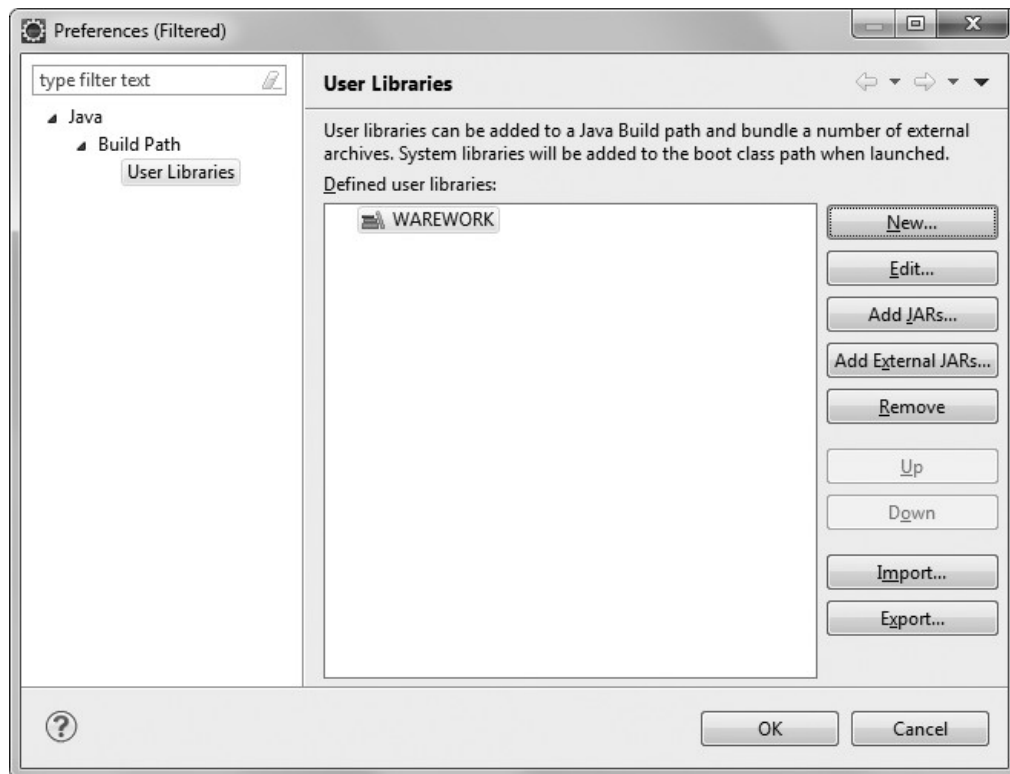 Preferences (Filtered)
type filter text
Java
Build Path
User Libraries
User Libraries
User libraries can be added to a Java Build path and bundle a number of external
archives. System libraries will be added to the boot class path when launched.
Defined user libraries:
WAREWORK
New...
Edit...
Add JARs...
Add External JARs...
Remove
Up
Down
Import...
Export...
?
OK
Cancel